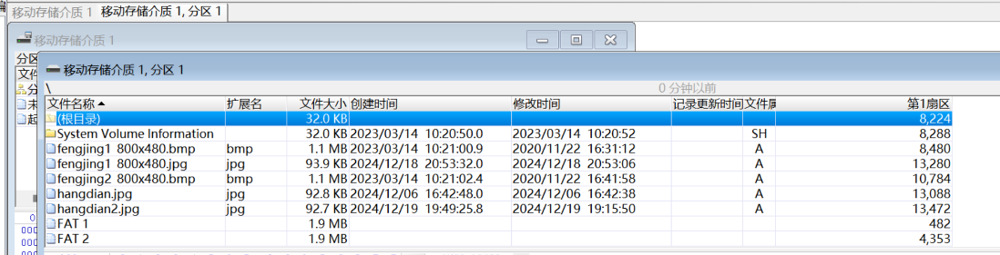 移动存储介质 1 移动存储介质 1, 分区 1
移动存储介质 1
分区
移动存储介质 1, 分区 1
文件
\ 0 分钟以前
文件名称 扩展名 文件大小 创建时间 修改时间 记录更新时间 文件属 第1扇区
(根目录) 32.0 KB 8,224
System Volume Information 32.0 KB 2023/03/14 10:20:50.0 2023/03/14 10:20:52 SH 8,288
fengjing1 800x480.bmp bmp 1.1 MB 2023/03/14 10:21:00.9 2020/11/22 16:31:12 A 8,480
fengjing1 800x480.jpg jpg 93.9 KB 2024/12/18 20:53:32.0 2024/12/18 20:53:06 A 13,280
fengjing2 800x480.bmp bmp 1.1 MB 2023/03/14 10:21:02.4 2020/11/22 16:41:58 A 10,784
hangdian.jpg jpg 92.8 KB 2024/12/06 16:42:48.0 2024/12/06 16:42:38 A 13,088
hangdian2.jpg jpg 92.7 KB 2024/12/19 19:49:25.8 2024/12/19 19:15:50 A 13,472
FAT 1 1.9 MB 482
FAT 2 1.9 MB 4,353